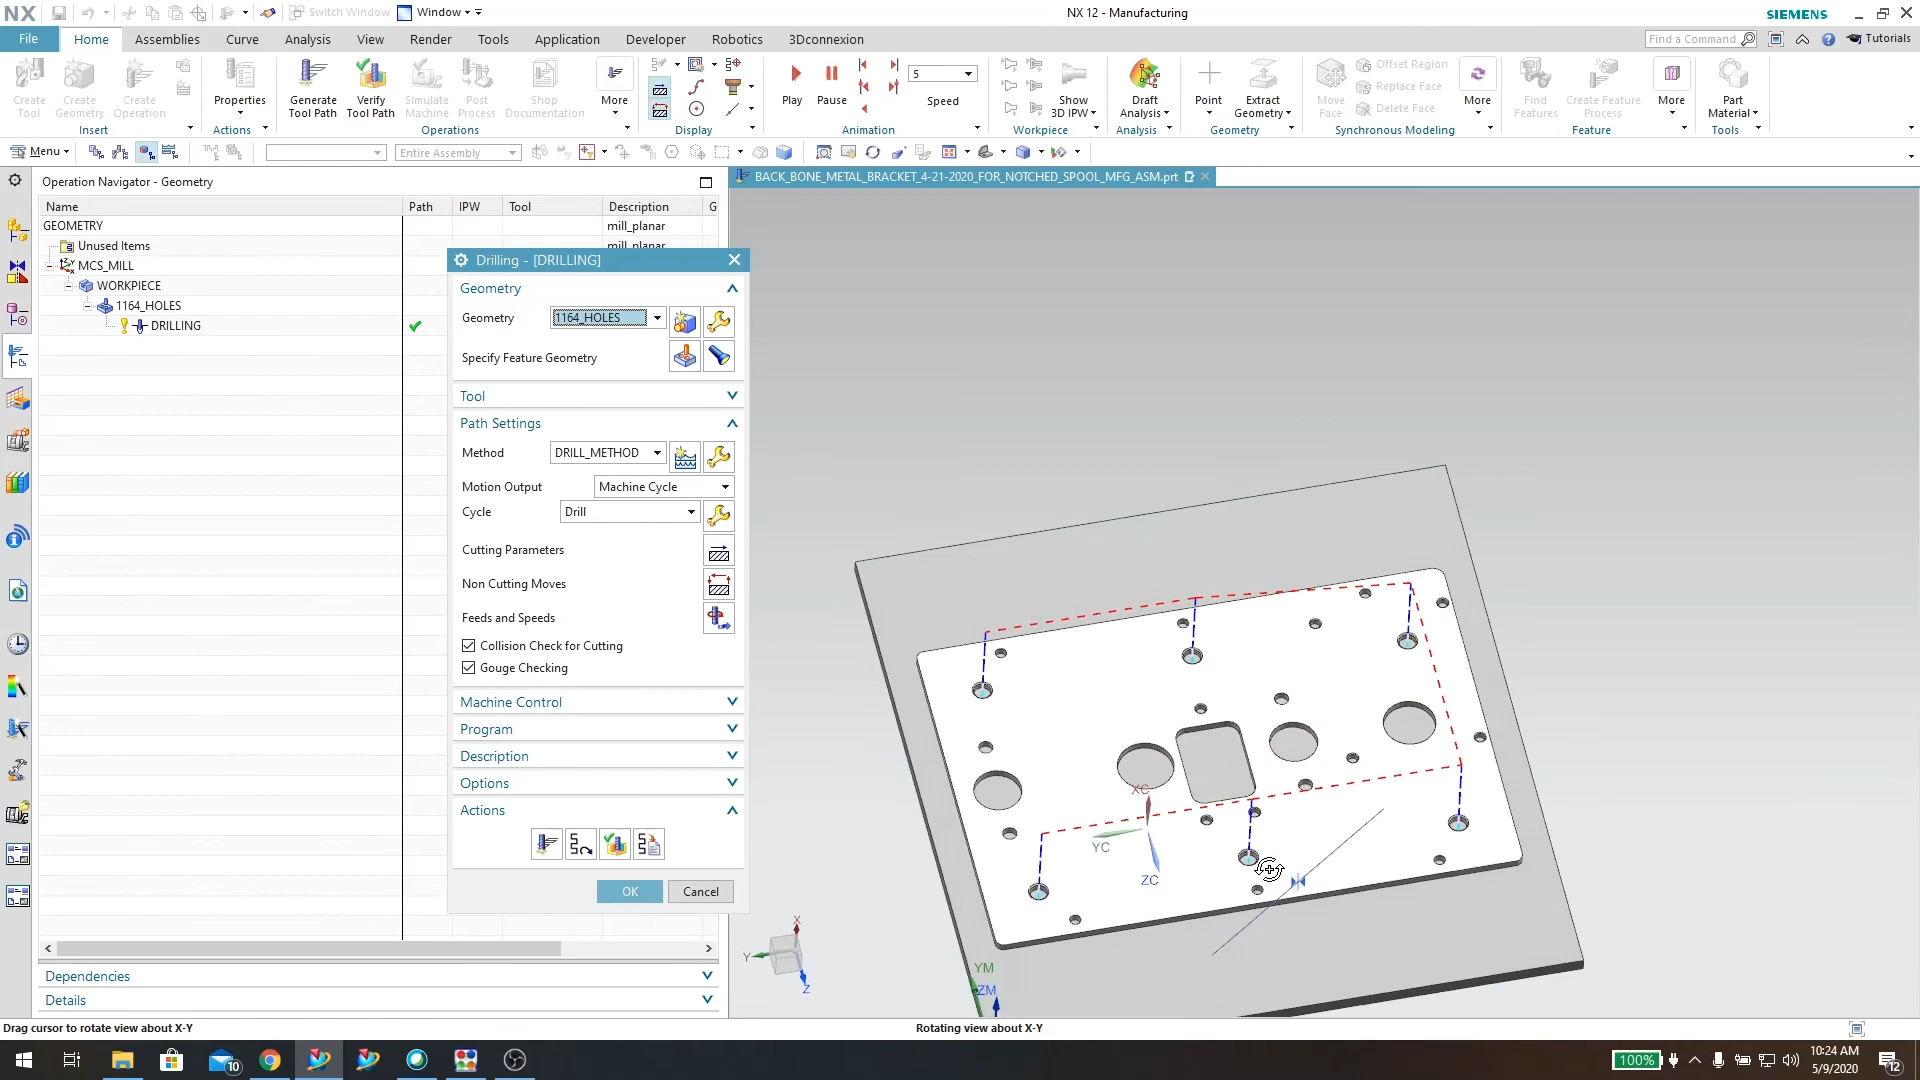 NX
Switch Window
Window
NX 12 - Manufacturing
SIEMENS
File
Home
Assemblies
Curve
Analysis
View
Render
Tools
Application
Developer
Robotics
3Dconnexion
Find a Command
Tutorials
Create Tool
Create Geometry
Create Operation
Insert
Properties
Actions
Generate Tool Path
Verify Tool Path
Simulate Machine
Post Process
Shop Documentation
More
Operations
Display
Play
Pause
5
Speed
Animation
Show 3D IPW
Workpiece
Draft Analysis
Analysis
Point
Extract Geometry
Geometry
Move Face
Offset Region
Replace Face
Delete Face
More
Synchronous Modeling
Find Features
Create Feature Process
More
Feature
Part Material
Tools
Menu
Entire Assembly
Operation Navigator - Geometry
BACK_BONE_METAL_BRACKET_4-21-2020_FOR_NOTCHED_SPOOL_MFG_ASM.prt
Name
Path
IPW
Tool
Description
G
GEOMETRY
mill_planar
Unused Items
mill_planar
MCS_MILL
WORKPIECE
1164_HOLES
DRILLING
Drilling - [DRILLING]
Geometry
Geometry
1164_HOLES
Specify Feature Geometry
Tool
Path Settings
Method
DRILL_METHOD
Motion Output
Machine Cycle
Cycle
Drill
Cutting Parameters
Non Cutting Moves
Feeds and Speeds
Collision Check for Cutting
Gouge Checking
Machine Control
Program
Description
Options
Actions
OK
Cancel
XC
YC
ZC
X
Y
Z
YM
ZM
Dependencies
Details
Drag cursor to rotate view about X-Y
Rotating view about X-Y
10
100%
10:24 AM
5/9/2020
12